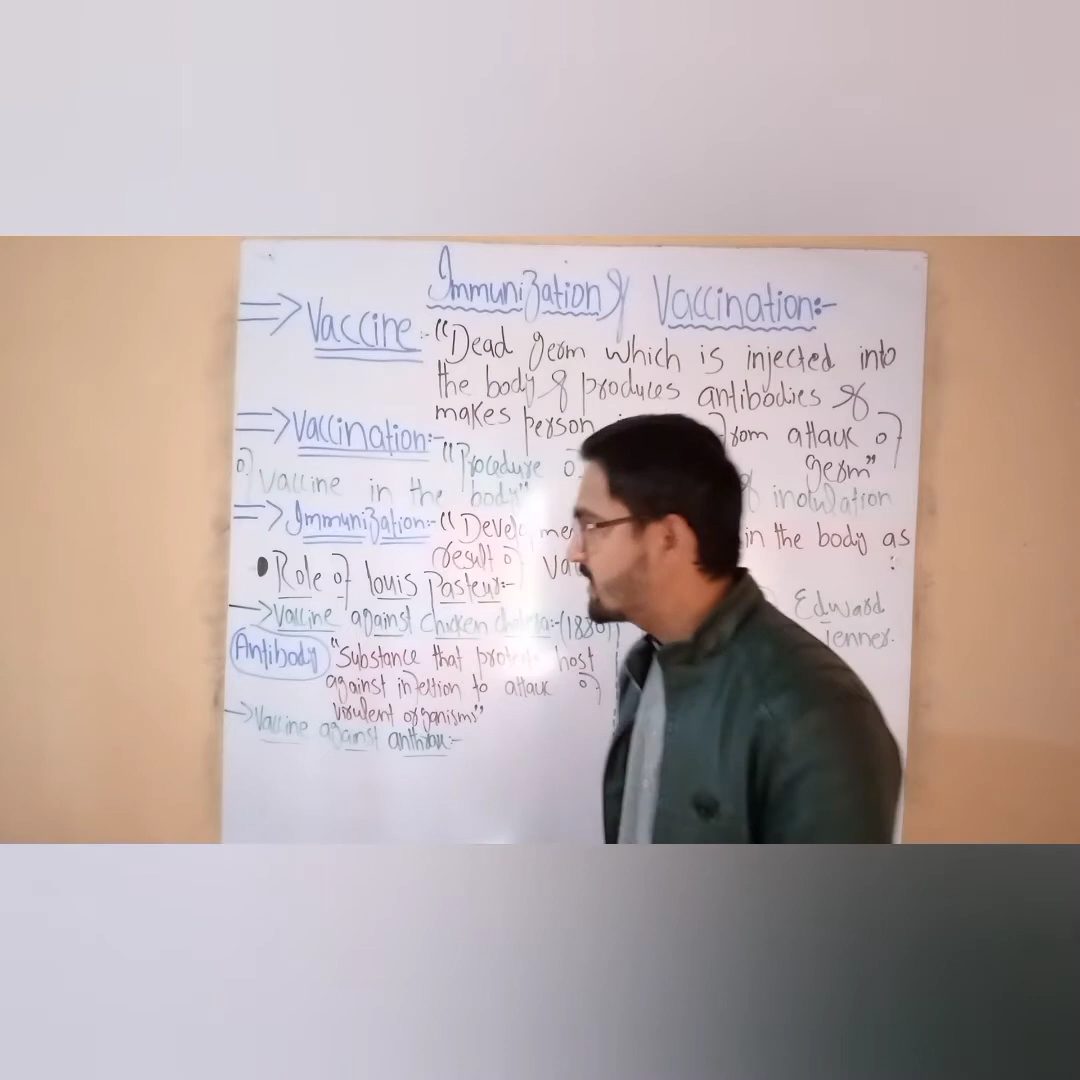 Immunization & Vaccination:-
=> Vaccine:- "Dead germ which is injected into
the body & produces antibodies &
makes person from attack of
germ"
=> Vaccination:- "Procedure of inoculation
of vaccine in the body"
=> Immunization:- "Develo in the body as
result of
• Role of louis Pasteur:-
Edward
Jenner.
→ Vaccine against chicken cholera:- (1880)
Antibody "Substance that protects host
against infection to attack of
virulent organisms"
→ Vaccine against anthrax:-